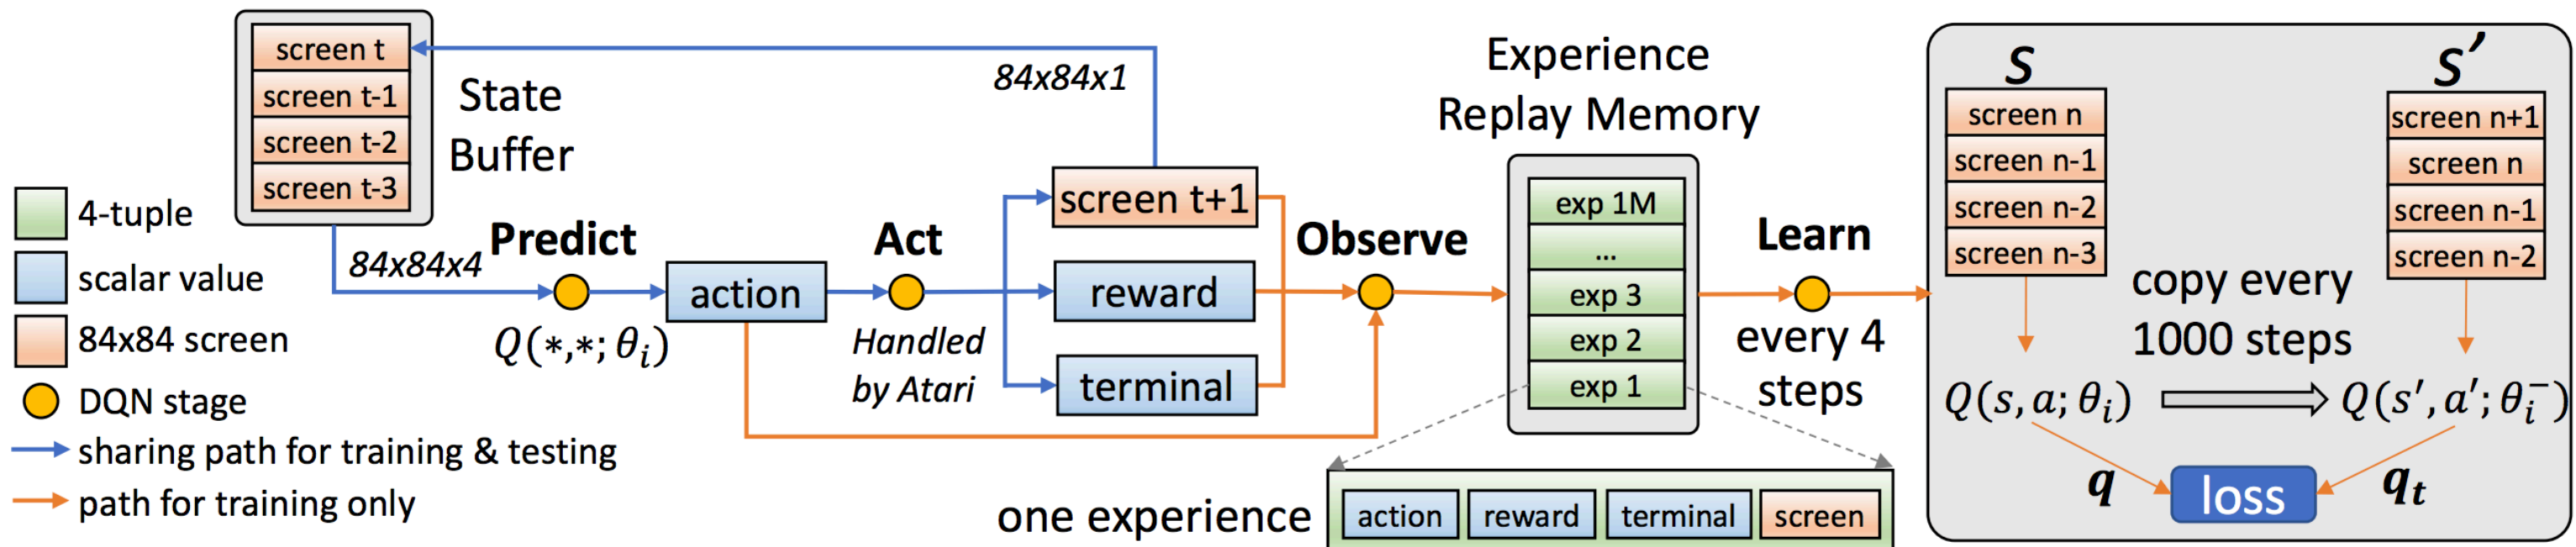 screen t
screen t-1
screen t-2
screen t-3
State
Buffer
4-tuple
scalar value
84x84 screen
DQN stage
sharing path for training & testing
path for training only
84x84x4
Predict
Q(∗,∗; θᵢ)
action
Act
Handled
by Atari
84x84x1
screen t+1
reward
terminal
Observe
Experience
Replay Memory
exp 1M
...
exp 3
exp 2
exp 1
one experience
action reward terminal screen
Learn
every 4
steps
s
screen n
screen n-1
screen n-2
screen n-3
s′
screen n+1
screen n
screen n-1
screen n-2
copy every
1000 steps
Q(s, a; θᵢ)
Q(s′, a′; θᵢ⁻)
q
loss
qₜ